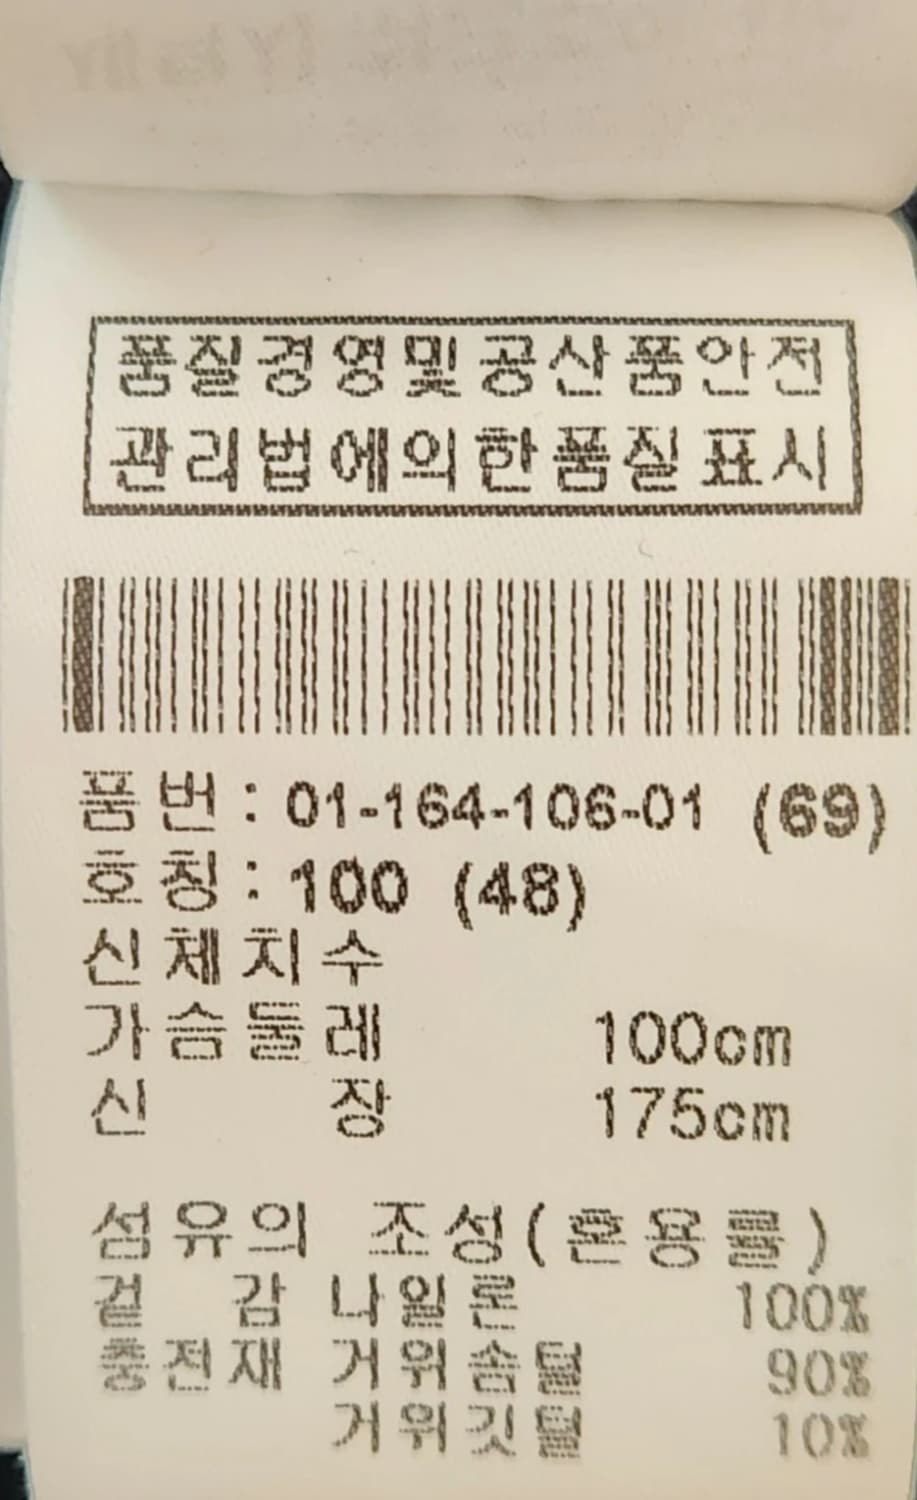 품질경영및공산품안전
관리법에의한품질표시
품번: 01-164-106-01 (69)
호칭: 100 (48)
신체치수
가슴둘레 100cm
신 장 175cm
섬유의 조성(혼용률)
겉 감 나일론 100%
충전재 거위솜털 90%
거위깃털 10%